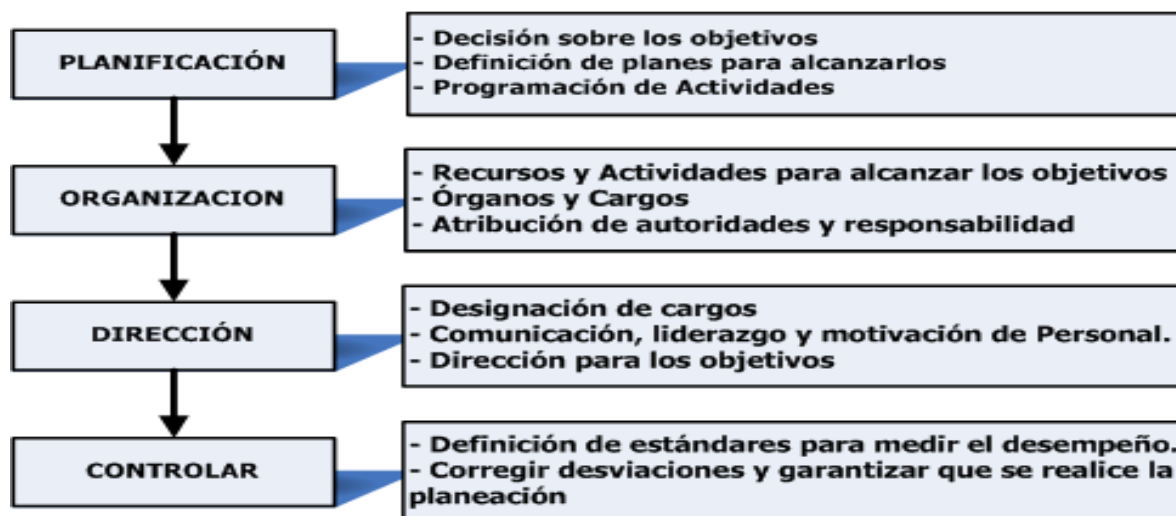 PLANIFICACIÓN
- Decisión sobre los objetivos
- Definición de planes para alcanzarlos
- Programación de Actividades
ORGANIZACION
- Recursos y Actividades para alcanzar los objetivos
- Órganos y Cargos
- Atribución de autoridades y responsabilidad
DIRECCIÓN
- Designación de cargos
- Comunicación, liderazgo y motivación de Personal.
- Dirección para los objetivos
CONTROLAR
- Definición de estándares para medir el desempeño.
- Corregir desviaciones y garantizar que se realice la
planeación